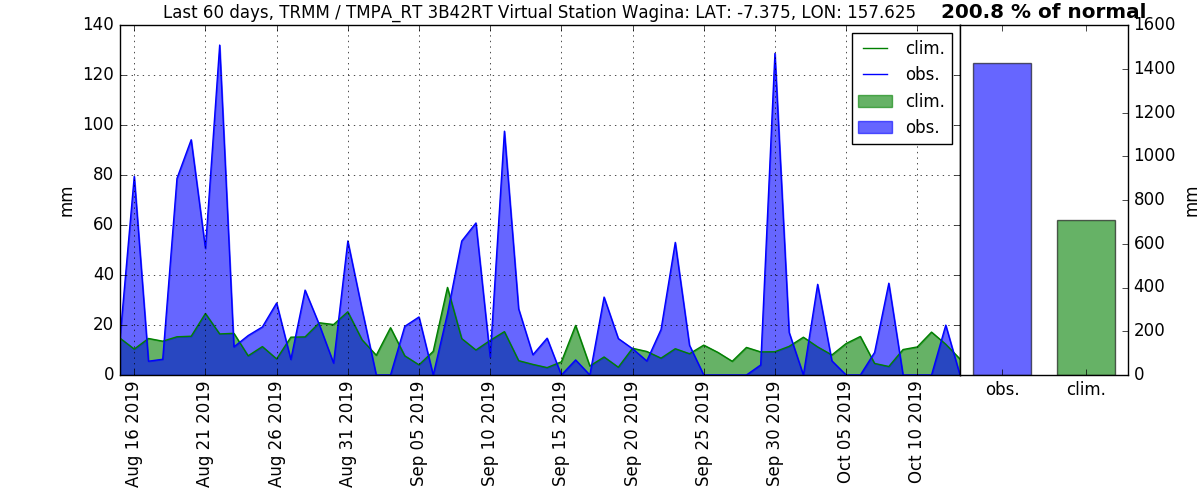 Last 60 days, TRMM / TMPA_RT 3B42RT Virtual Station Wagina: LAT: -7.375, LON: 157.625
200.8 % of normal
140
120
100
80
60
40
20
0
mm
clim.
obs.
clim.
obs.
1600
1400
1200
1000
800
600
400
200
0
mm
obs.
clim.
Aug 16 2019
Aug 21 2019
Aug 26 2019
Aug 31 2019
Sep 05 2019
Sep 10 2019
Sep 15 2019
Sep 20 2019
Sep 25 2019
Sep 30 2019
Oct 05 2019
Oct 10 2019